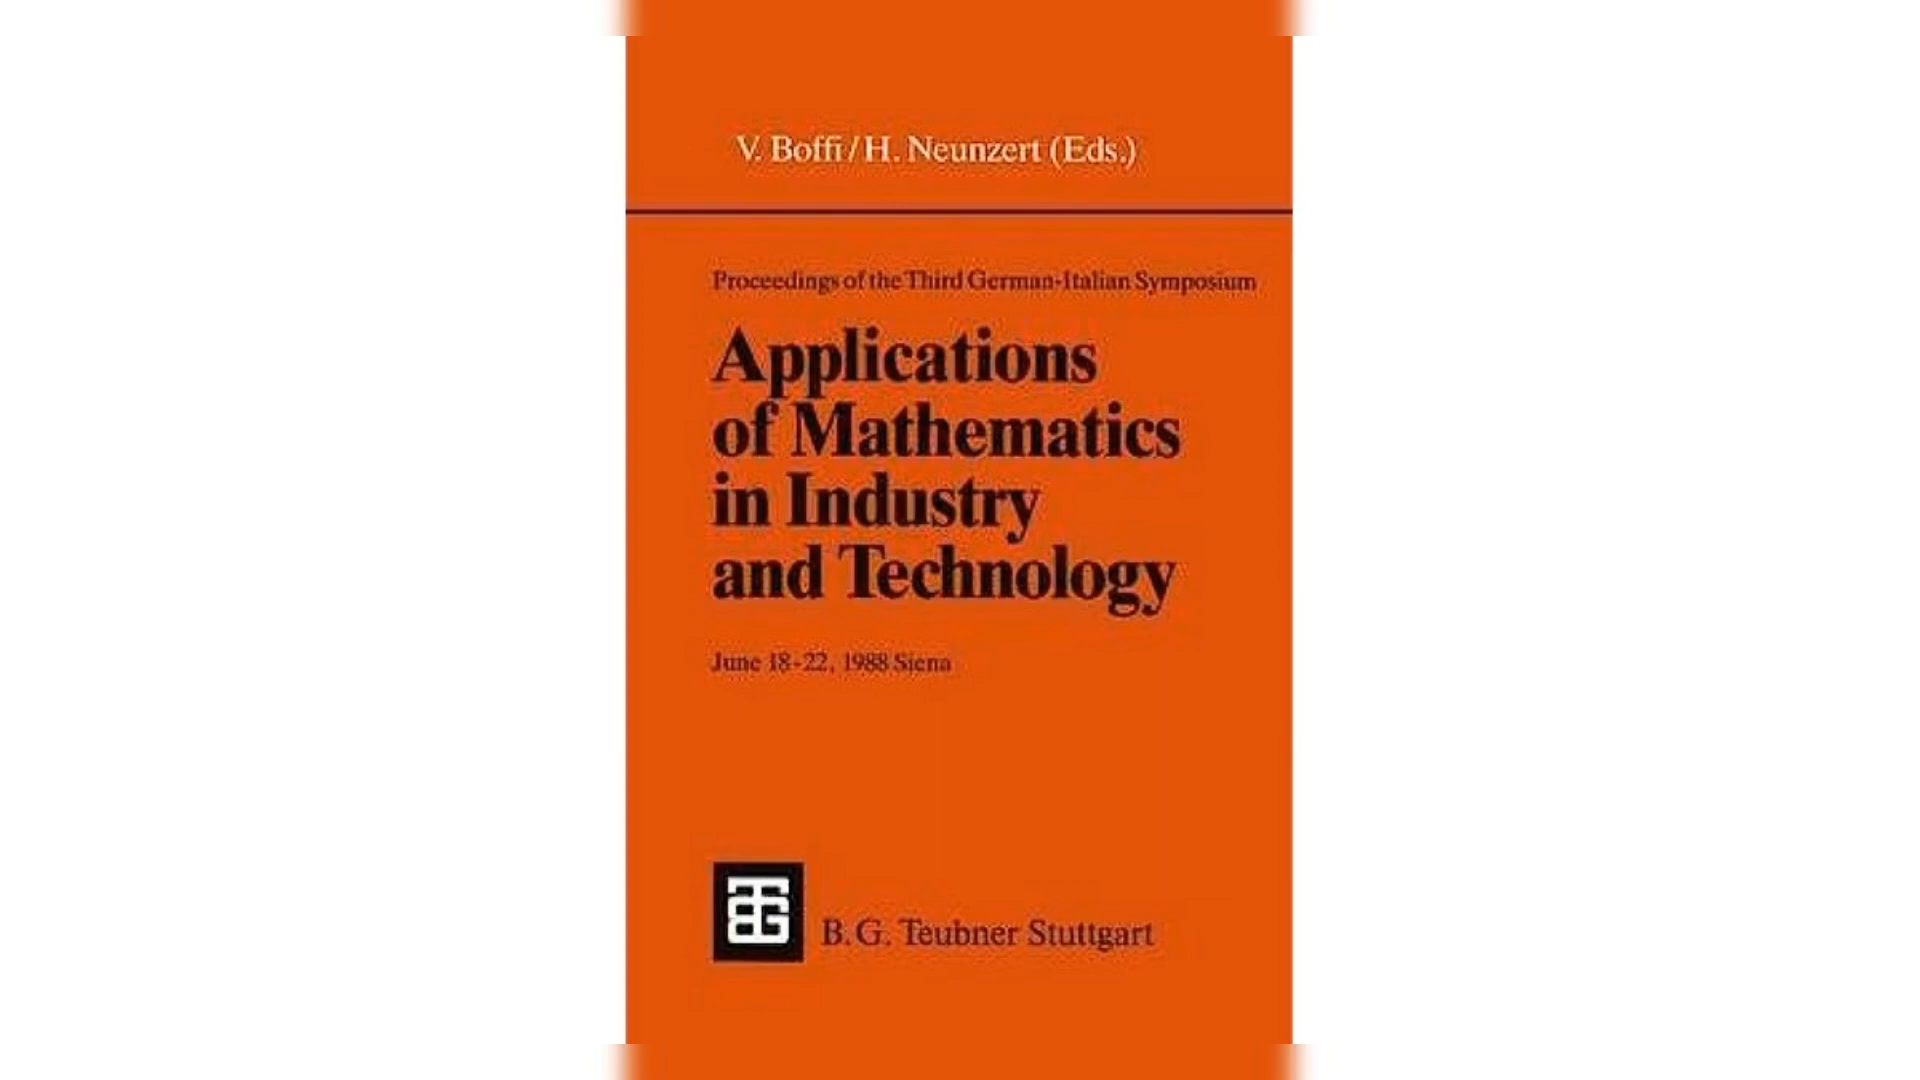 V. Boffi / H. Neunzert (Eds.)
Proceedings of the Third German-Italian Symposium
Applications
of Mathematics
in Industry
and Technology
June 18-22, 1988 Siena
B. G. Teubner Stuttgart